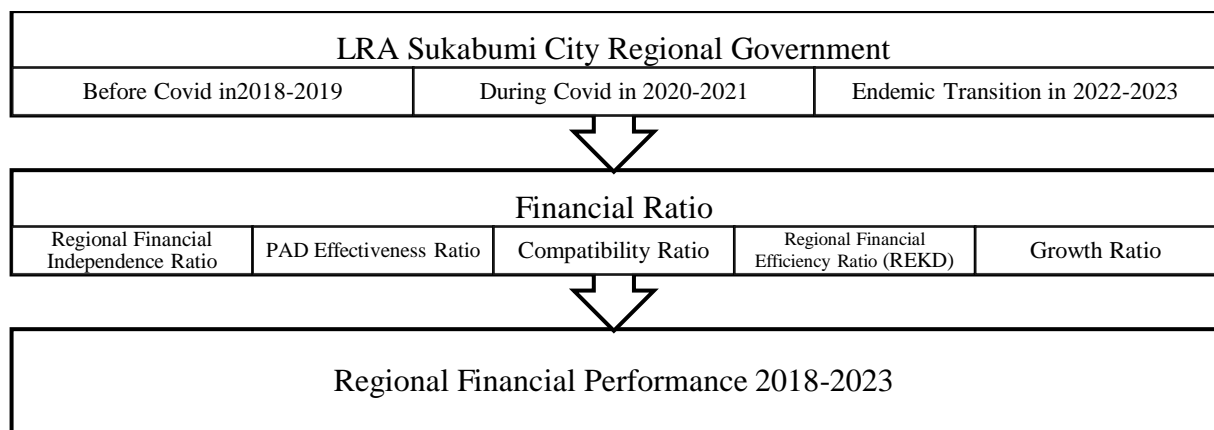 LRA Sukabumi City Regional Government
Before Covid in2018-2019
During Covid in 2020-2021
Endemic Transition in 2022-2023
Financial Ratio
Regional Financial
Independence Ratio
PAD Effectiveness Ratio
Compatibility Ratio
Regional Financial
Efficiency Ratio (REKD)
Growth Ratio
Regional Financial Performance 2018-2023